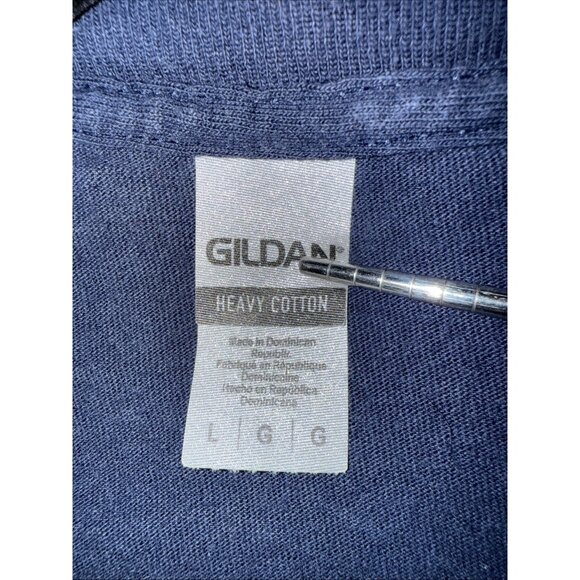 GILDAN®
HEAVY COTTON
Made in Dominican
Republic
Fabriqué en République
Dominicaine
Hecho en República
Dominicana
L | G | G